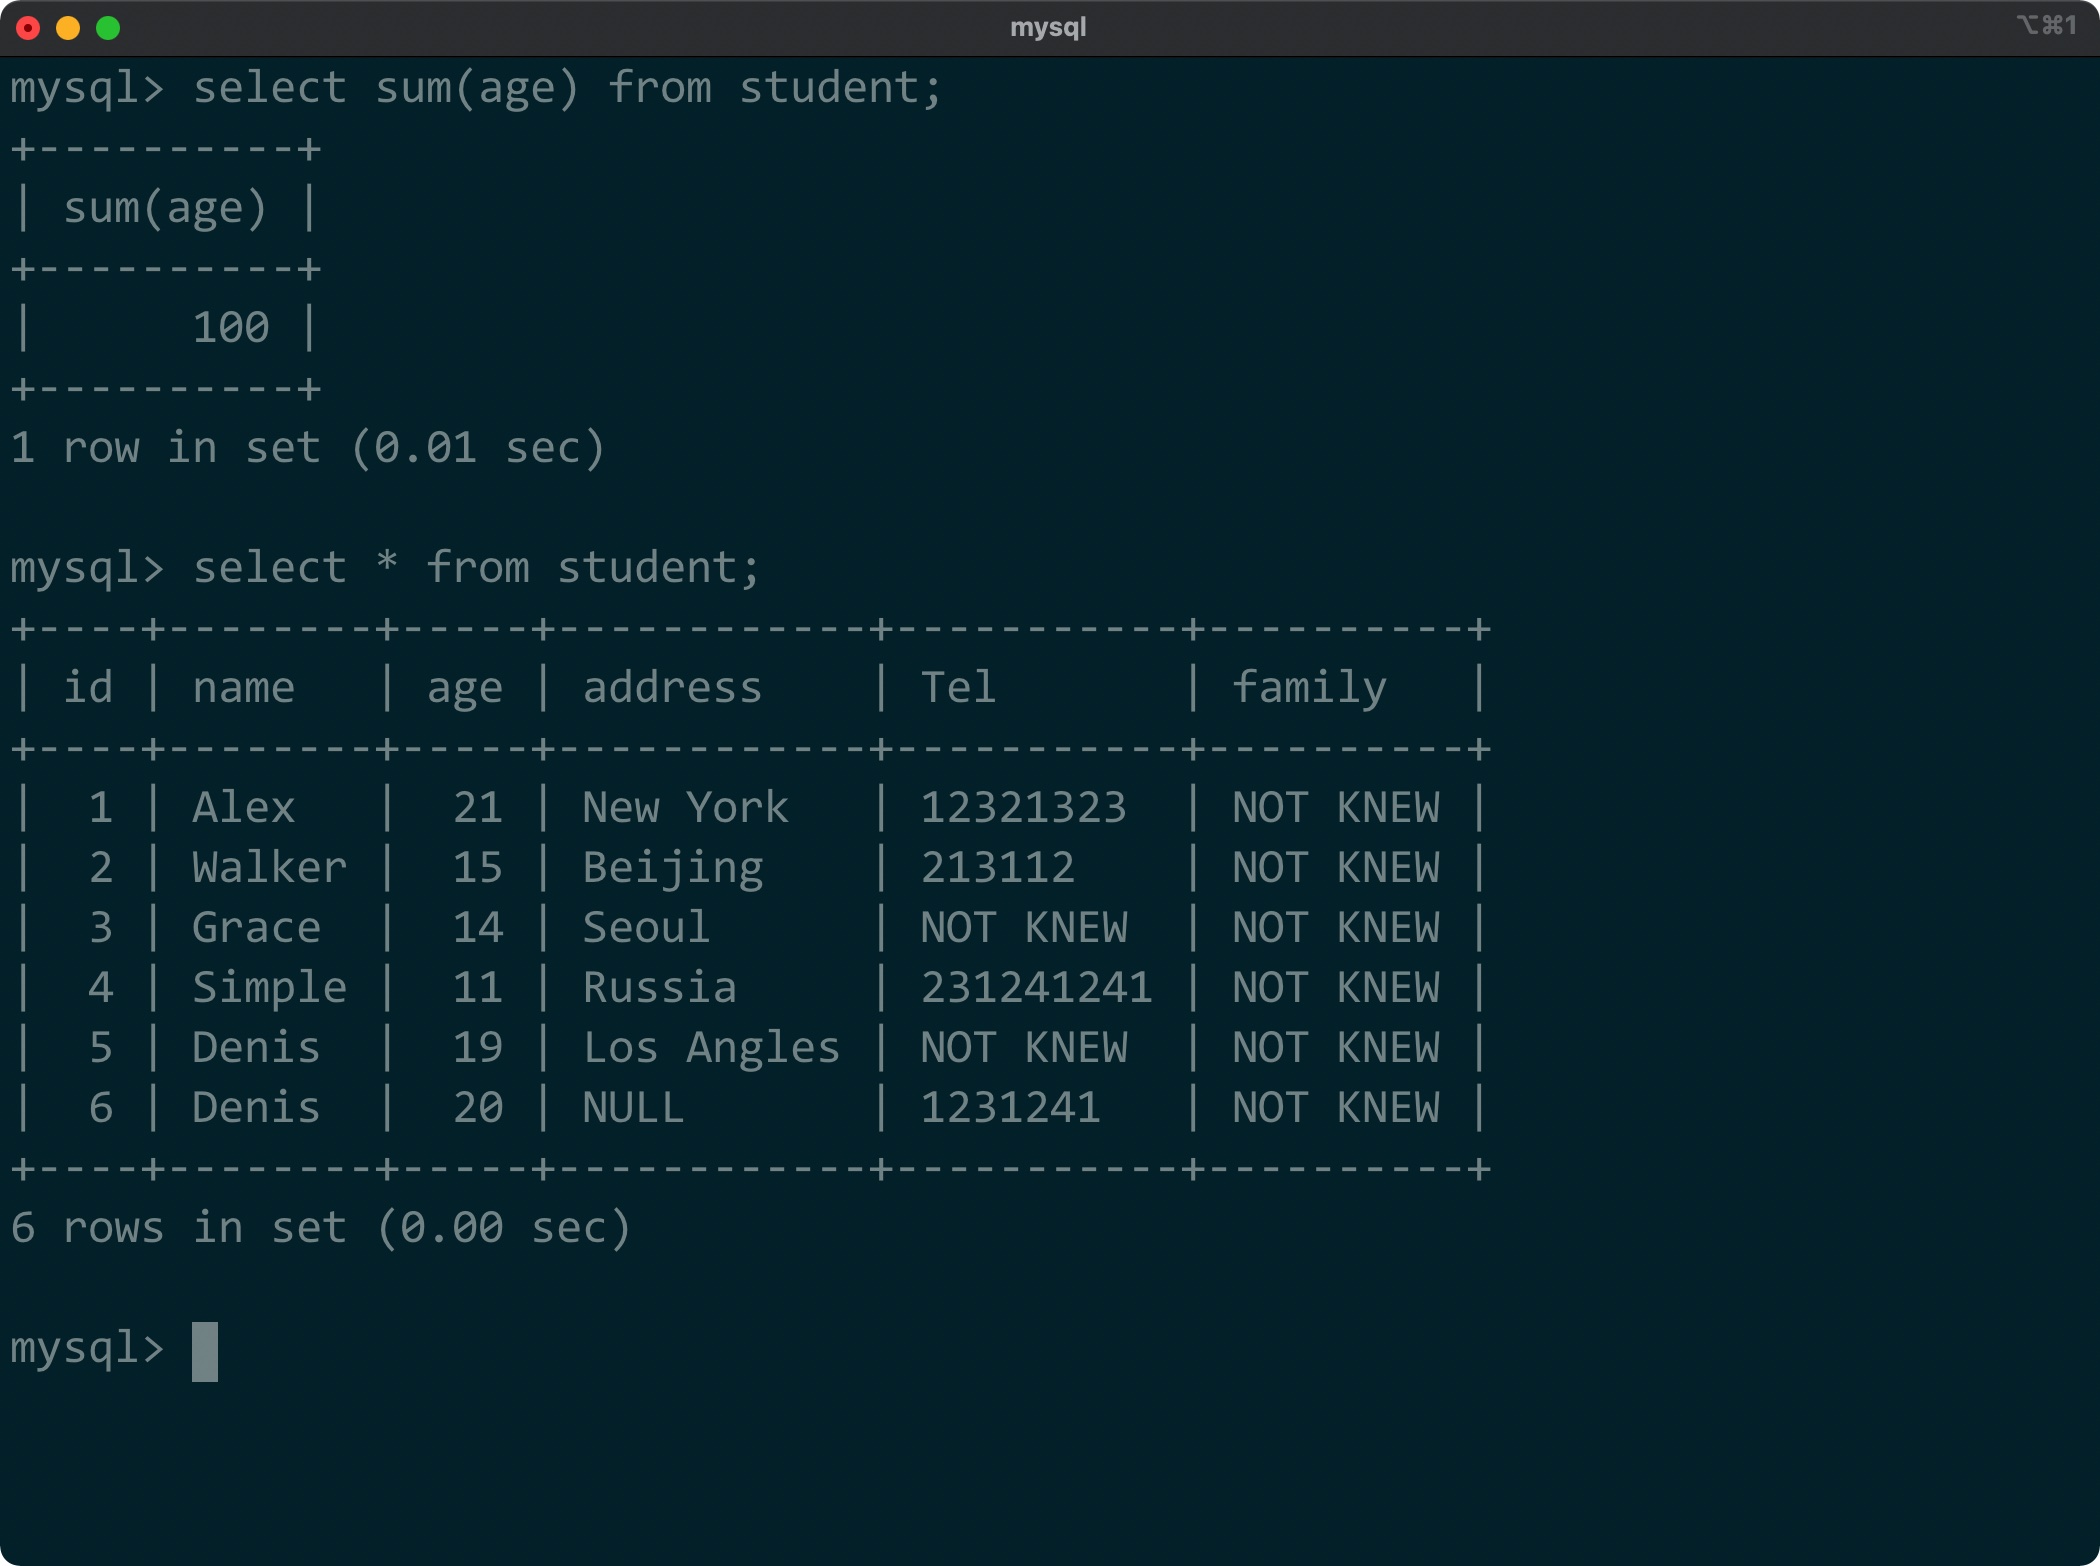 mysql
⌥⌘1
mysql> select sum(age) from student;
+----------+
| sum(age) |
+----------+
|      100 |
+----------+
1 row in set (0.01 sec)

mysql> select * from student;
+----+--------+-----+------------+-----------+----------+
| id | name   | age | address    | Tel       | family   |
+----+--------+-----+------------+-----------+----------+
|  1 | Alex   |  21 | New York   | 12321323  | NOT KNEW |
|  2 | Walker |  15 | Beijing    | 213112    | NOT KNEW |
|  3 | Grace  |  14 | Seoul      | NOT KNEW  | NOT KNEW |
|  4 | Simple |  11 | Russia     | 231241241 | NOT KNEW |
|  5 | Denis  |  19 | Los Angles | NOT KNEW  | NOT KNEW |
|  6 | Denis  |  20 | NULL       | 1231241   | NOT KNEW |
+----+--------+-----+------------+-----------+----------+
6 rows in set (0.00 sec)

mysql>